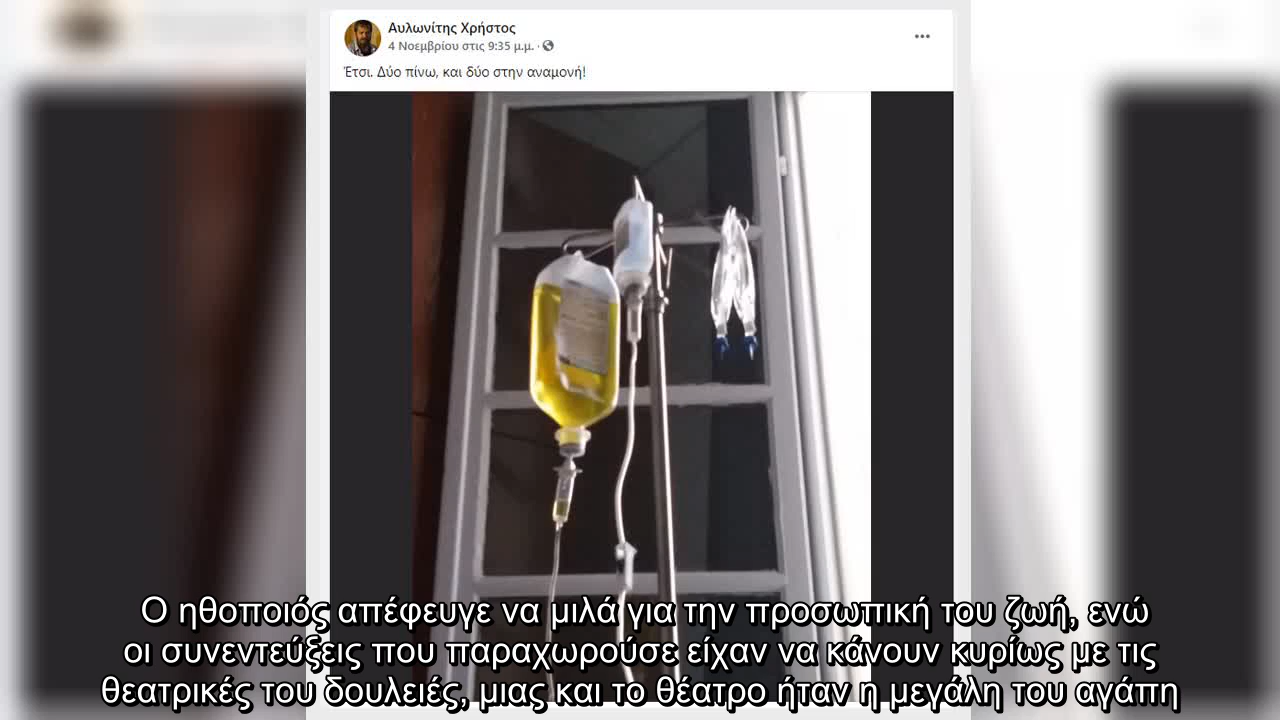 Αυλωνίτης Χρήστος
4 Νοεμβρίου στις 9:35 μ.μ. ·
Έτσι. Δύο πίνω, και δύο στην αναμονή!
Ο ηθοποιός απέφευγε να μιλά για την προσωπική του ζωή, ενώ
οι συνεντεύξεις που παραχωρούσε είχαν να κάνουν κυρίως με τις
θεατρικές του δουλειές, μιας και το θέατρο ήταν η μεγάλη του αγάπη